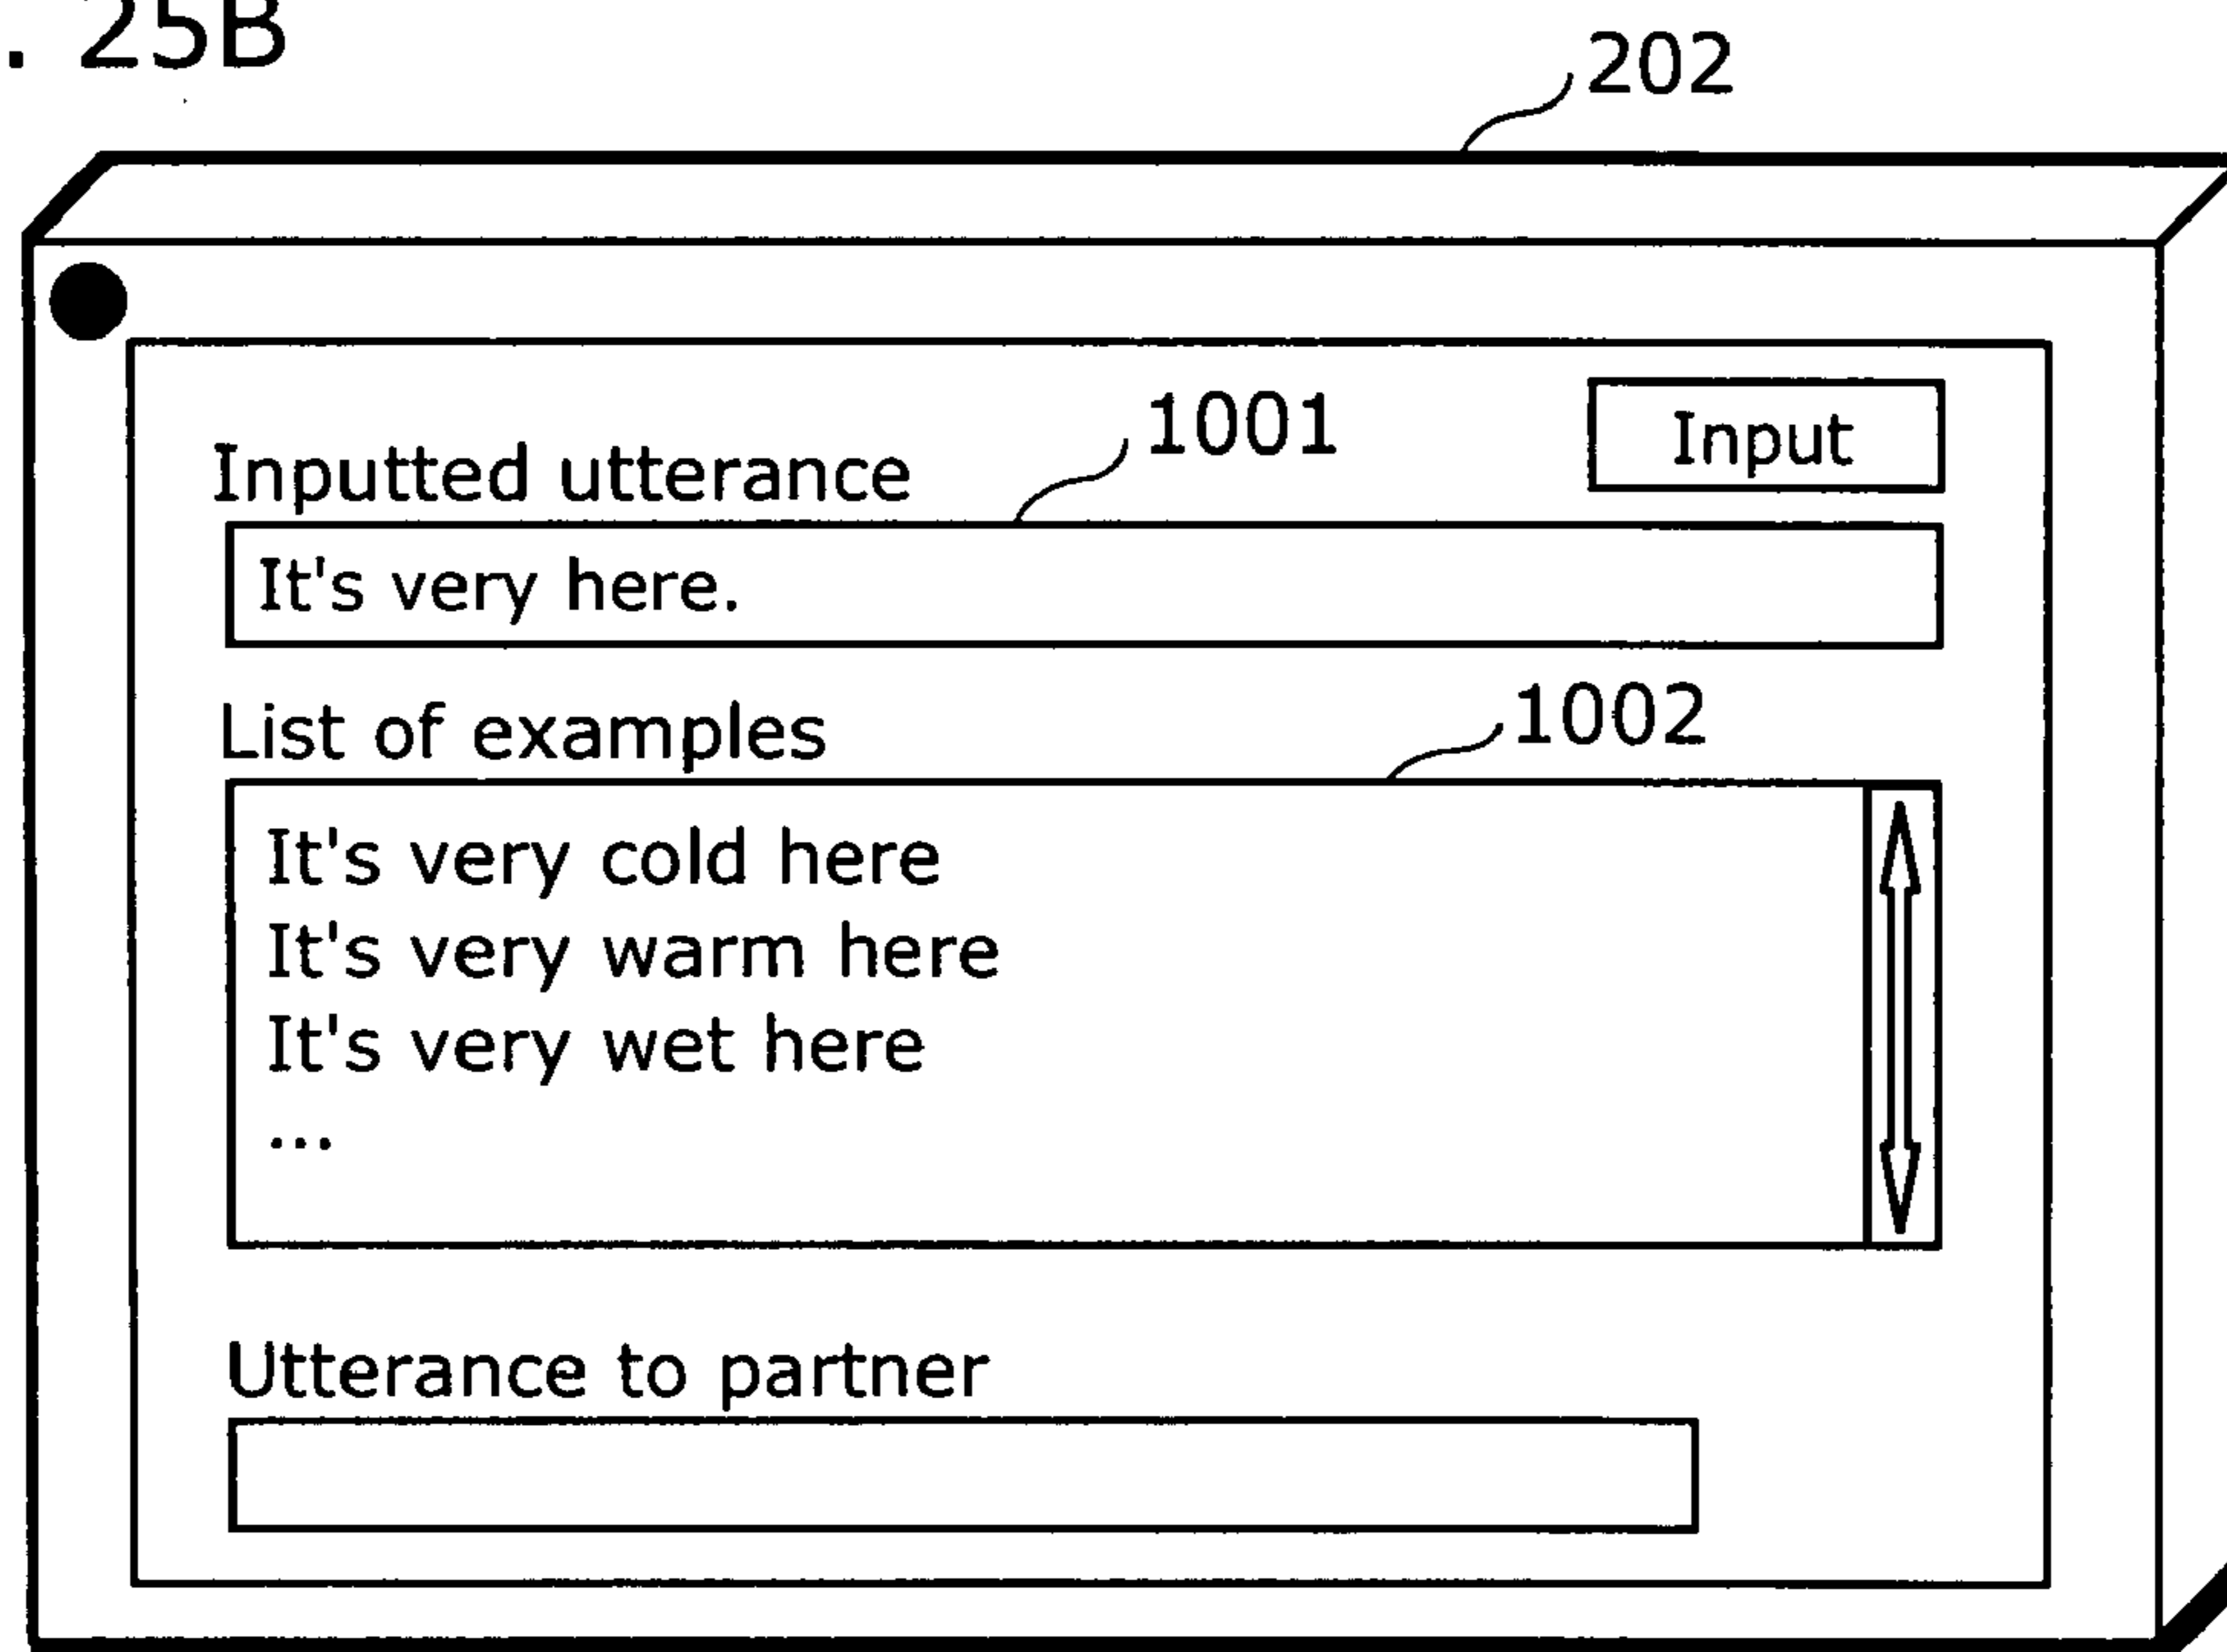 . 25B
202
Input
1001
Inputted utterance
It's very here.
1002
List of examples
It's very cold here
It's very warm here
It's very wet here
...
Utterance to partner